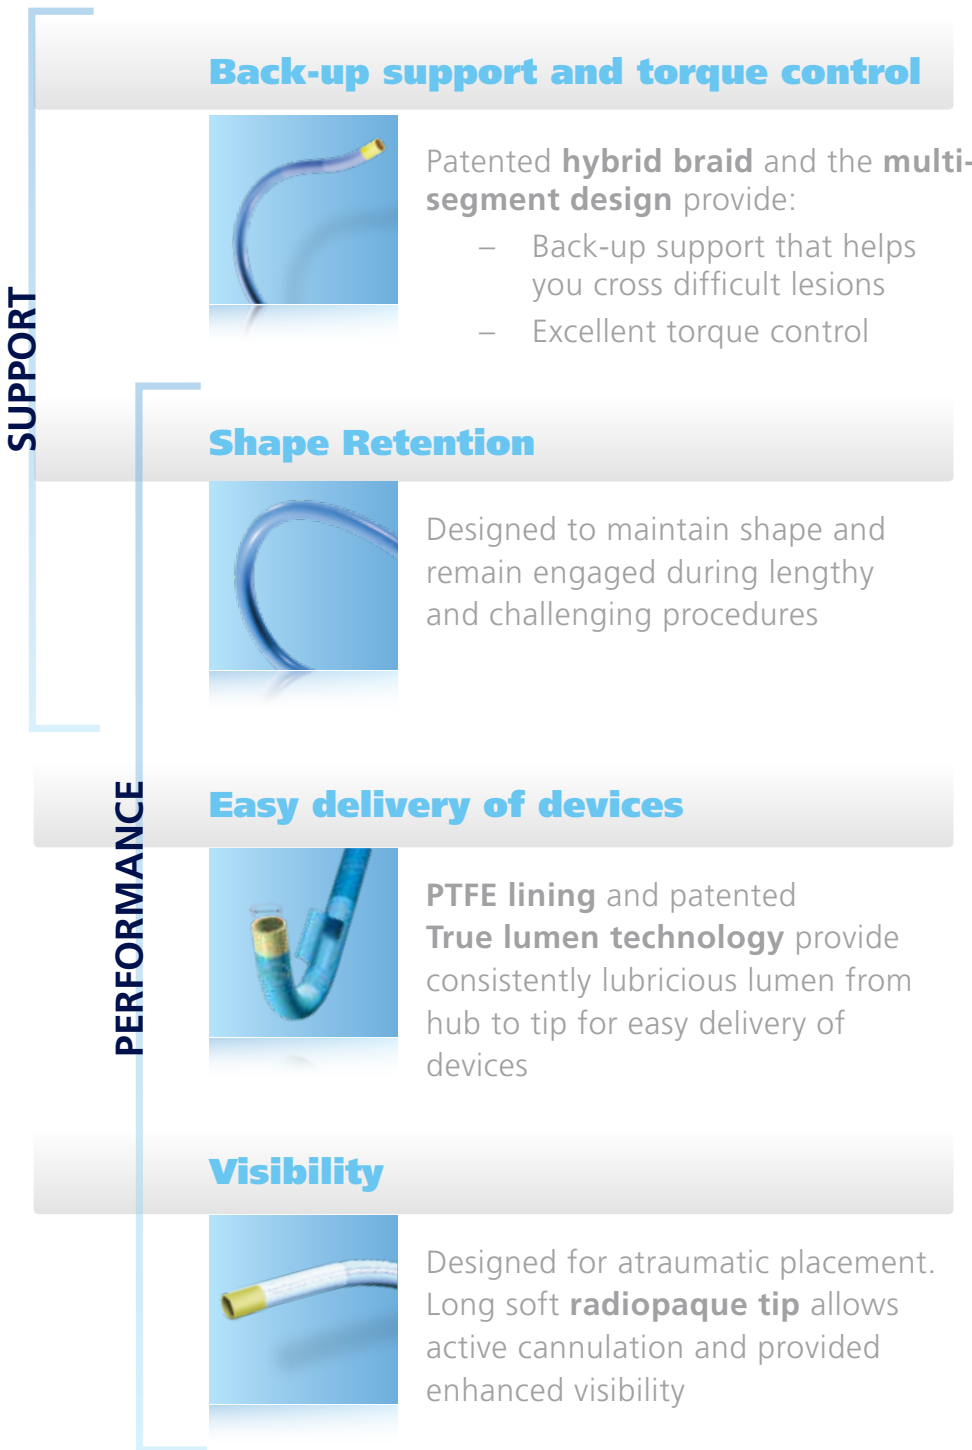 Back-up support and torque control
Patented hybrid braid and the multi-
segment design provide:
– Back-up support that helps
you cross difficult lesions
– Excellent torque control
SUPPORT
Shape Retention
Designed to maintain shape and
remain engaged during lengthy
and challenging procedures
PERFORMANCE
Easy delivery of devices
PTFE lining and patented
True lumen technology provide
consistently lubricious lumen from
hub to tip for easy delivery of
devices
Visibility
Designed for atraumatic placement.
Long soft radiopaque tip allows
active cannulation and provided
enhanced visibility